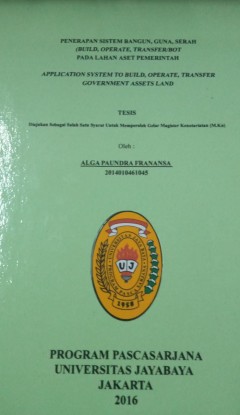 PENERAPAN SISTEM BANGUN, GUNA, SERAH
(BUILD, OPERATE, TRANSFER/BOT
PADA LAHAN ASET PEMERINTAH
APPLICATION SYSTEM TO BUILD, OPERATE, TRANSFER
GOVERNMENT ASSETS LAND
TESIS
Diajukan Sebagai Salah Satu Syarat Untuk Memperoleh Gelar Magister Kenotariatan (M.Kn)
Oleh :
ALGA PAUNDRA FRANANSA
2014010461045
UJ
1958
PROGRAM PASCASARJANA
UNIVERSITAS JAYABAYA
JAKARTA
2016